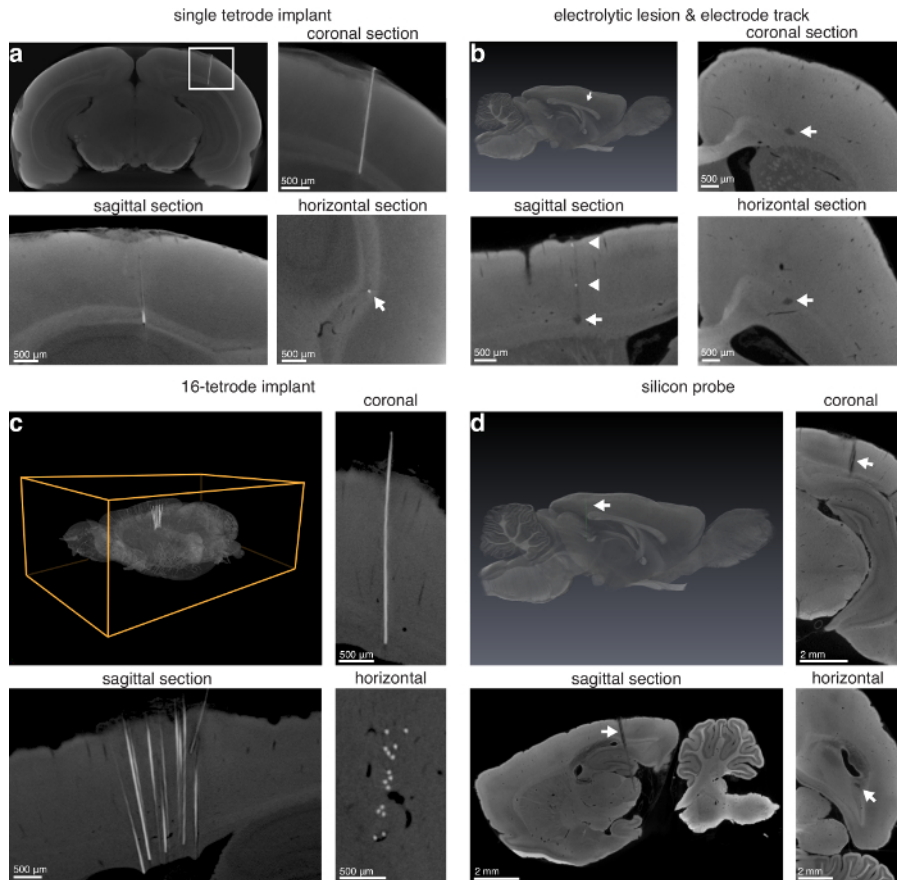 single tetrode implant
a
coronal section
500 µm
sagittal section
500 µm
horizontal section
500 µm
electrolytic lesion & electrode track
b
coronal section
500 µm
sagittal section
500 µm
horizontal section
500 µm
16-tetrode implant
c
coronal
500 µm
sagittal section
500 µm
horizontal
500 µm
silicon probe
d
coronal
2 mm
sagittal section
2 mm
horizontal
2 mm